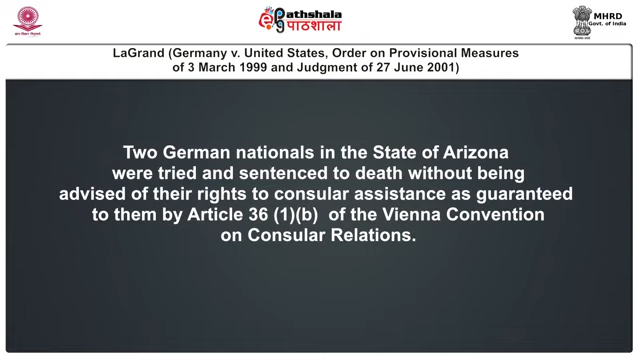 ePathshala
पाठशाला
MHRD
Govt. of India
LaGrand (Germany v. United States, Order on Provisional Measures
of 3 March 1999 and Judgment of 27 June 2001)
Two German nationals in the State of Arizona
were tried and sentenced to death without being
advised of their rights to consular assistance as guaranteed
to them by Article 36 (1)(b) of the Vienna Convention
on Consular Relations.